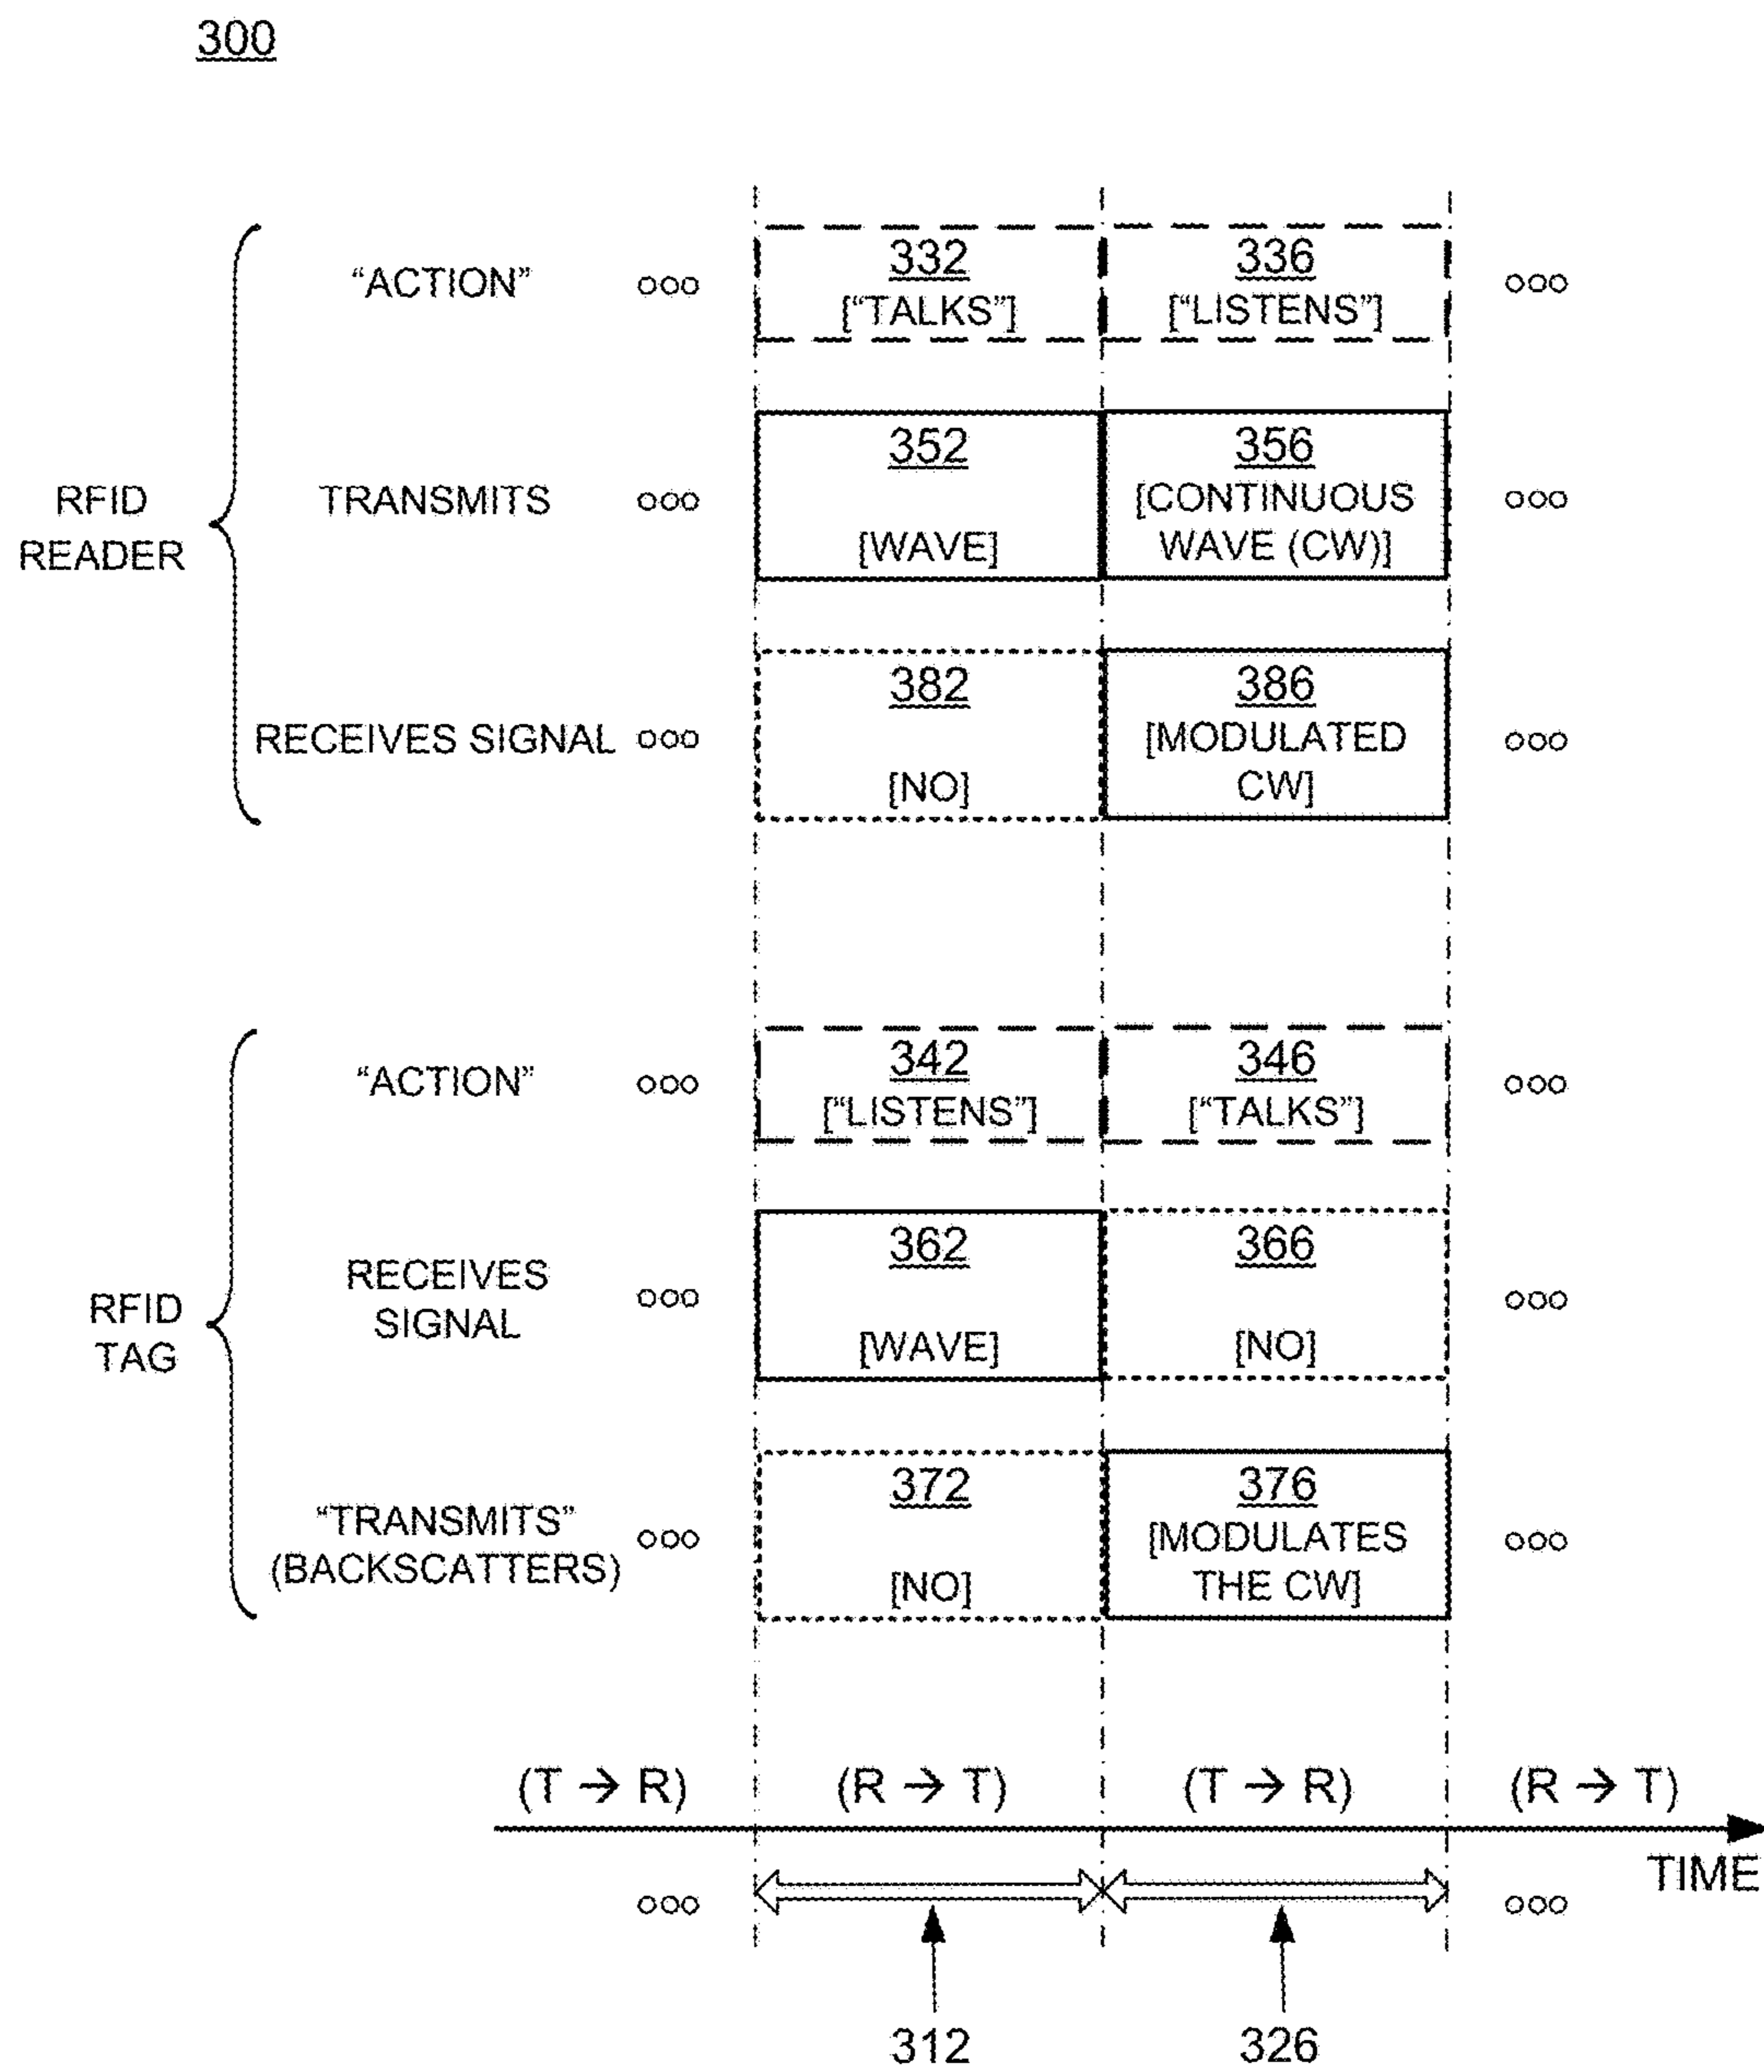 300
RFID
READER
“ACTION”
ooo
332
[“TALKS”]
336
[“LISTENS”]
ooo
TRANSMITS
ooo
352
[WAVE]
356
[CONTINUOUS
WAVE (CW)]
ooo
RECEIVES SIGNAL
ooo
382
[NO]
386
[MODULATED
CW]
ooo
RFID
TAG
“ACTION”
ooo
342
[“LISTENS”]
346
[“TALKS”]
ooo
RECEIVES
SIGNAL
ooo
362
[WAVE]
366
[NO]
ooo
“TRANSMITS”
(BACKSCATTERS)
ooo
372
[NO]
376
[MODULATES
THE CW]
ooo
(T → R)
(R → T)
(T → R)
(R → T)
TIME
ooo
ooo
312
326